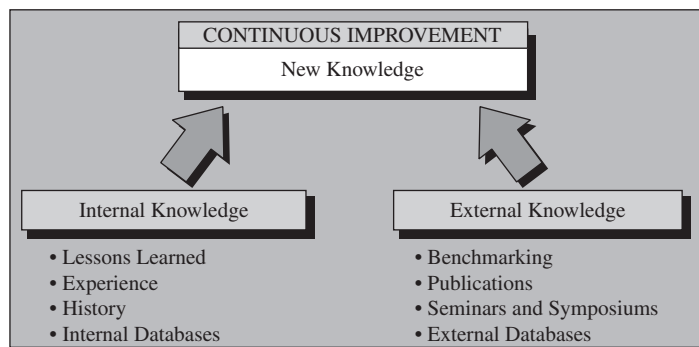 CONTINUOUS IMPROVEMENT
New Knowledge
Internal Knowledge
• Lessons Learned
• Experience
• History
• Internal Databases
External Knowledge
• Benchmarking
• Publications
• Seminars and Symposiums
• External Databases